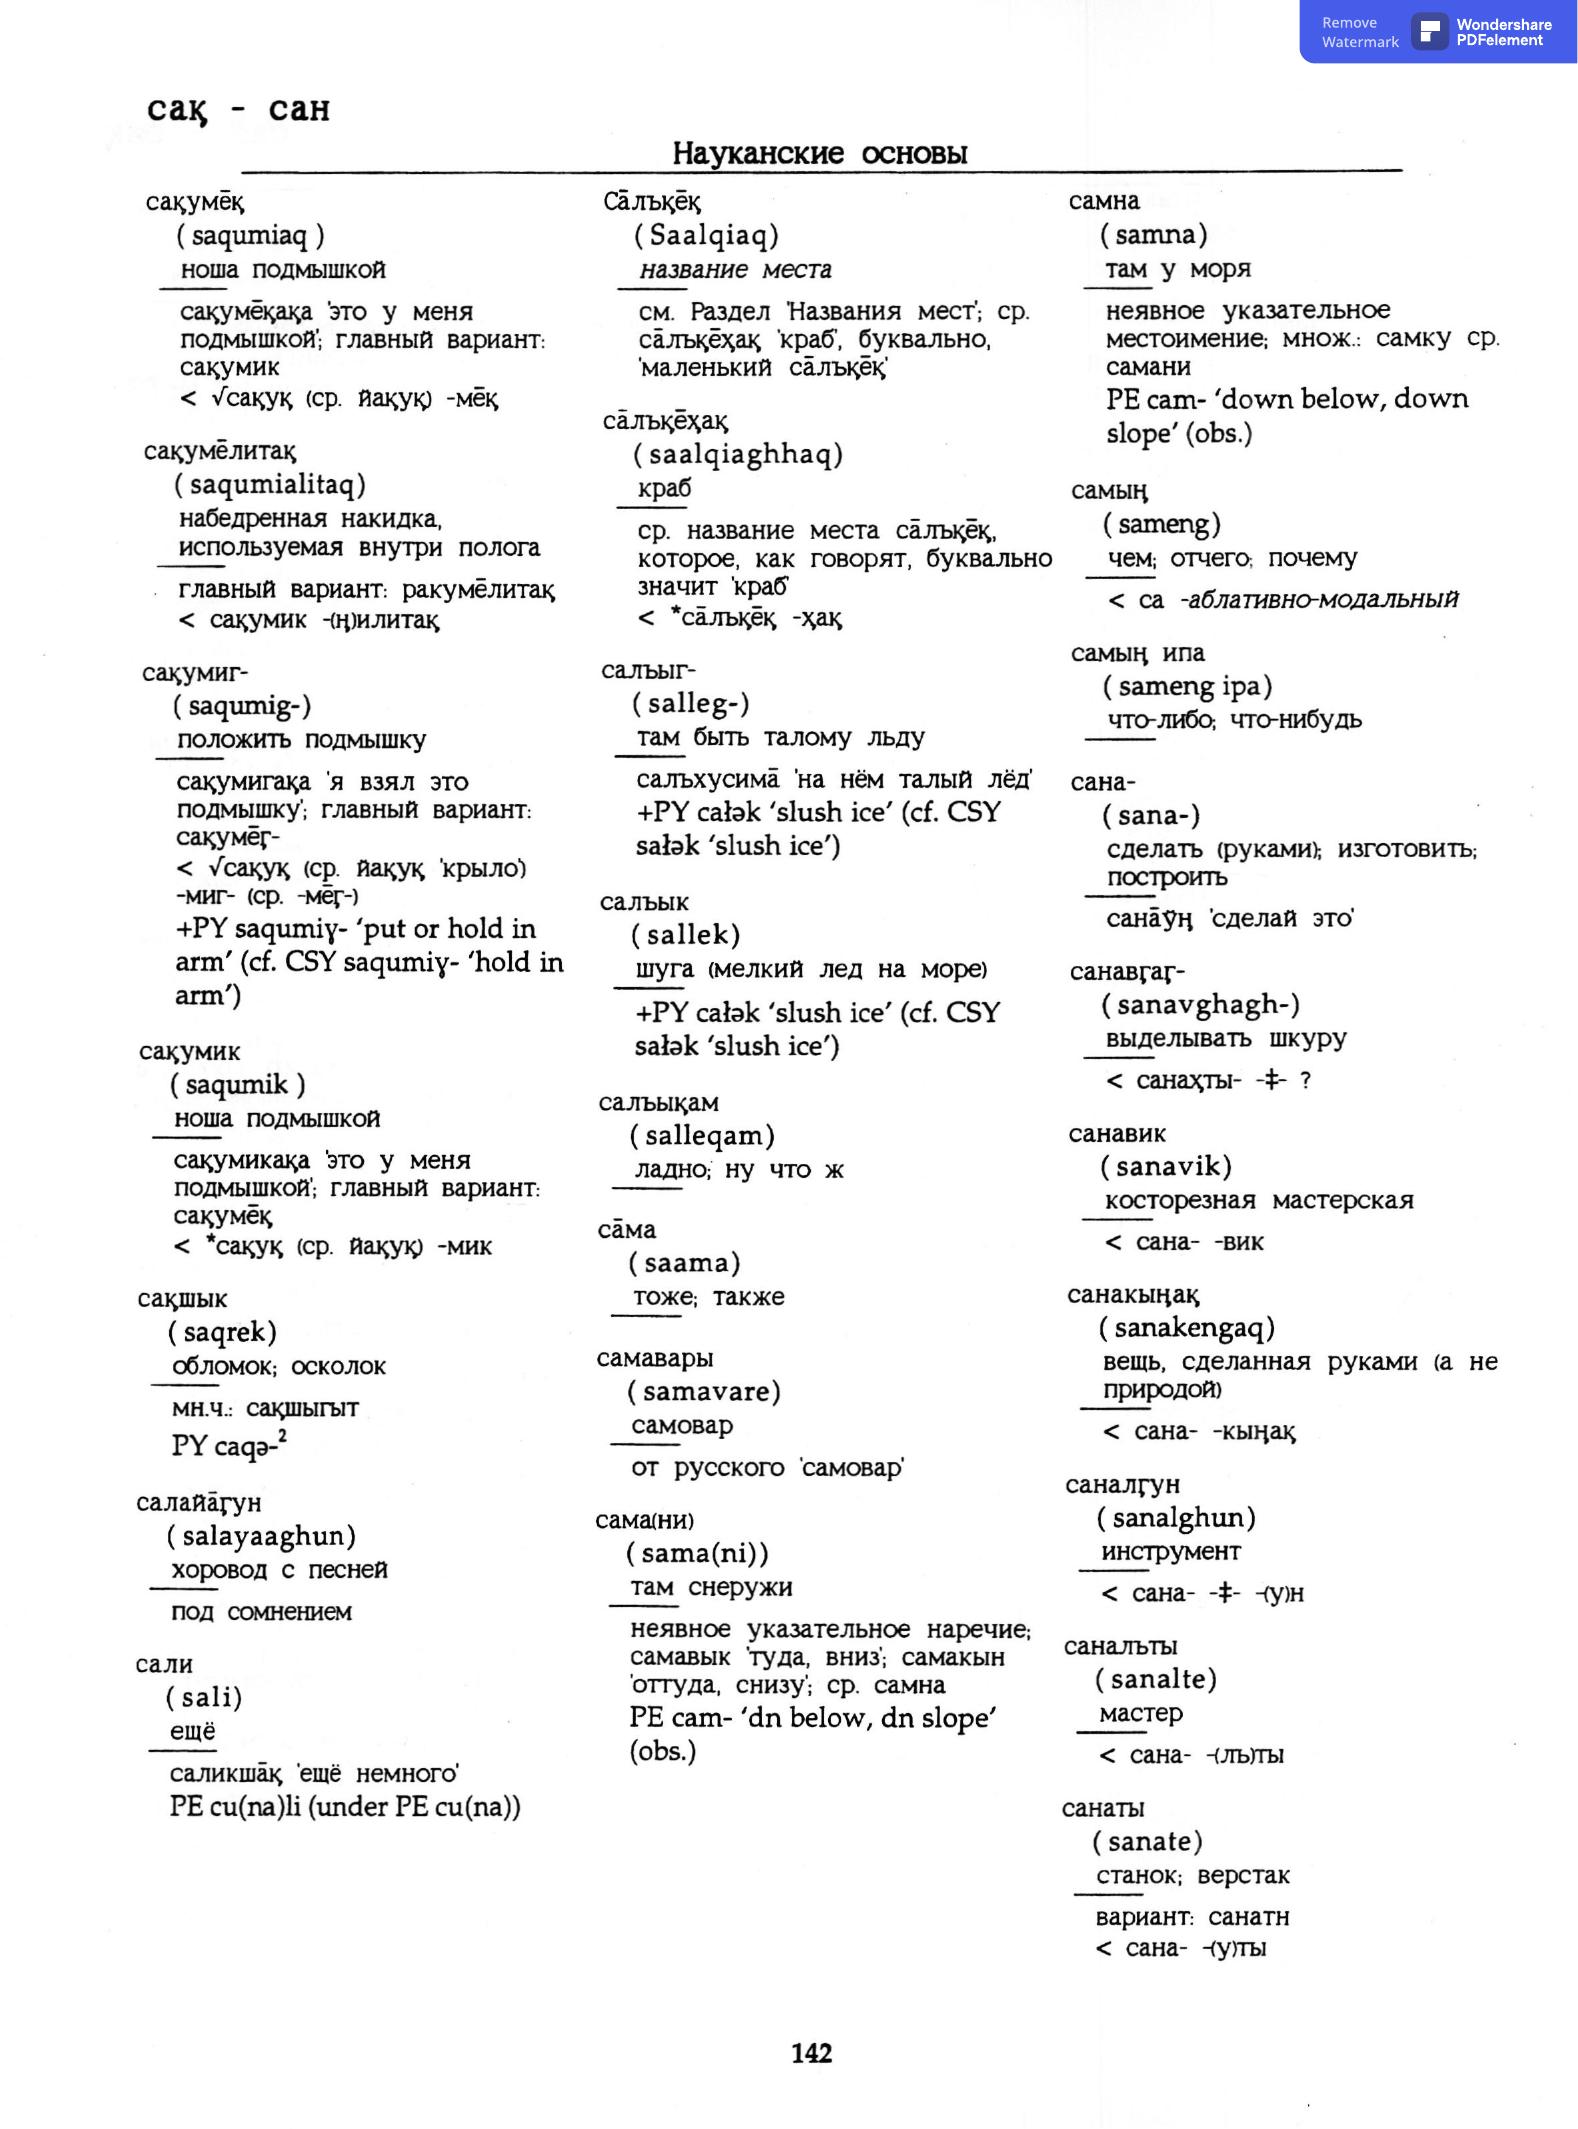 Remove
Watermark
Wondershare
PDFelement
сақ - сан
Науканские основы
сақумēқ
( saqumiaq )
ноша подмышкой
сақумēқақа 'это у меня
подмышкой'; главный вариант:
сақумик
< √сақуқ (ср. йақуқ) -мēқ
сақумēлитақ
( saqumialitaq)
набедренная накидка,
используемая внутри полога
главный вариант: ракумēлитақ
< сақумик -(ң)илитақ
сақумиг-
( saqumig-)
положить подмышку
сақумигақа 'я взял это
подмышку'; главный вариант:
сақумēӷ-
< √сақуқ (ср. йақуқ 'крыло')
-миг- (ср. -мēӷ-)
+PY saqumiɣ- ‘put or hold in
arm’ (cf. CSY saqumiɣ- ‘hold in
arm’)
сақумик
( saqumik )
ноша подмышкой
сақумикақа 'это у меня
подмышкой'; главный вариант:
сақумēқ
< *сақуқ (ср. йақуқ) -мик
сақшык
( saqrek)
обломок; осколок
мн.ч.: сақшыгыт
PY caqə-²
салайāӷун
( salayaaghun)
хоровод с песней
под сомнением
сали
( sali)
ещё
саликшāқ 'ещё немного'
PE cu(na)li (under PE cu(na))
Сāлъқēқ
( Saalqiaq)
название места
см. Раздел 'Названия мест'; ср.
сāлъқēҳақ 'краб', буквально,
'маленький сāлъқēқ'
сāлъқēҳақ
( saalqiaghhaq)
краб
ср. название места сāлъқēқ,
которое, как говорят, буквально
значит 'краб'
< *сāлъқēқ -ҳақ
салъыг-
( salleg-)
там быть талому льду
салъхусимā 'на нём талый лёд'
+PY całək ‘slush ice’ (cf. CSY
sałək ‘slush ice’)
салъык
( sallek)
шуга (мелкий лед на море)
+PY całək ‘slush ice’ (cf. CSY
sałək ‘slush ice’)
салъықам
( salleqam)
ладно; ну что ж
сāма
( saama)
тоже; также
самавары
( samavare)
самовар
от русского 'самовар'
сама(ни)
( sama(ni))
там снеружи
неявное указательное наречие;
самавык 'туда, вниз'; самакын
'оттуда, снизу'; ср. самна
PE cam- ‘dn below, dn slope’
(obs.)
самна
( samna)
там у моря
неявное указательное
местоимение; множ.: самку ср.
самани
PE cam- ‘down below, down
slope’ (obs.)
самың
( sameng)
чем; отчего; почему
< са -аблативно-модальный
самың ипа
( sameng ipa)
что-либо; что-нибудь
сана-
( sana-)
сделать (руками); изготовить;
построить
санāўң 'сделай это'
санавӷаӷ-
( sanavghagh-)
выделывать шкуру
< санаҳты- -‡- ?
санавик
( sanavik)
косторезная мастерская
< сана- -вик
санакыңақ
( sanakengaq)
вещь, сделанная руками (а не
природой)
< сана- -кыңақ
саналӷун
( sanalghun)
инструмент
< сана- -‡- -(у)н
саналъты
( sanalte)
мастер
< сана- -(лъ)ты
санаты
( sanate)
станок; верстак
вариант: санатн
< сана- -(у)ты
142